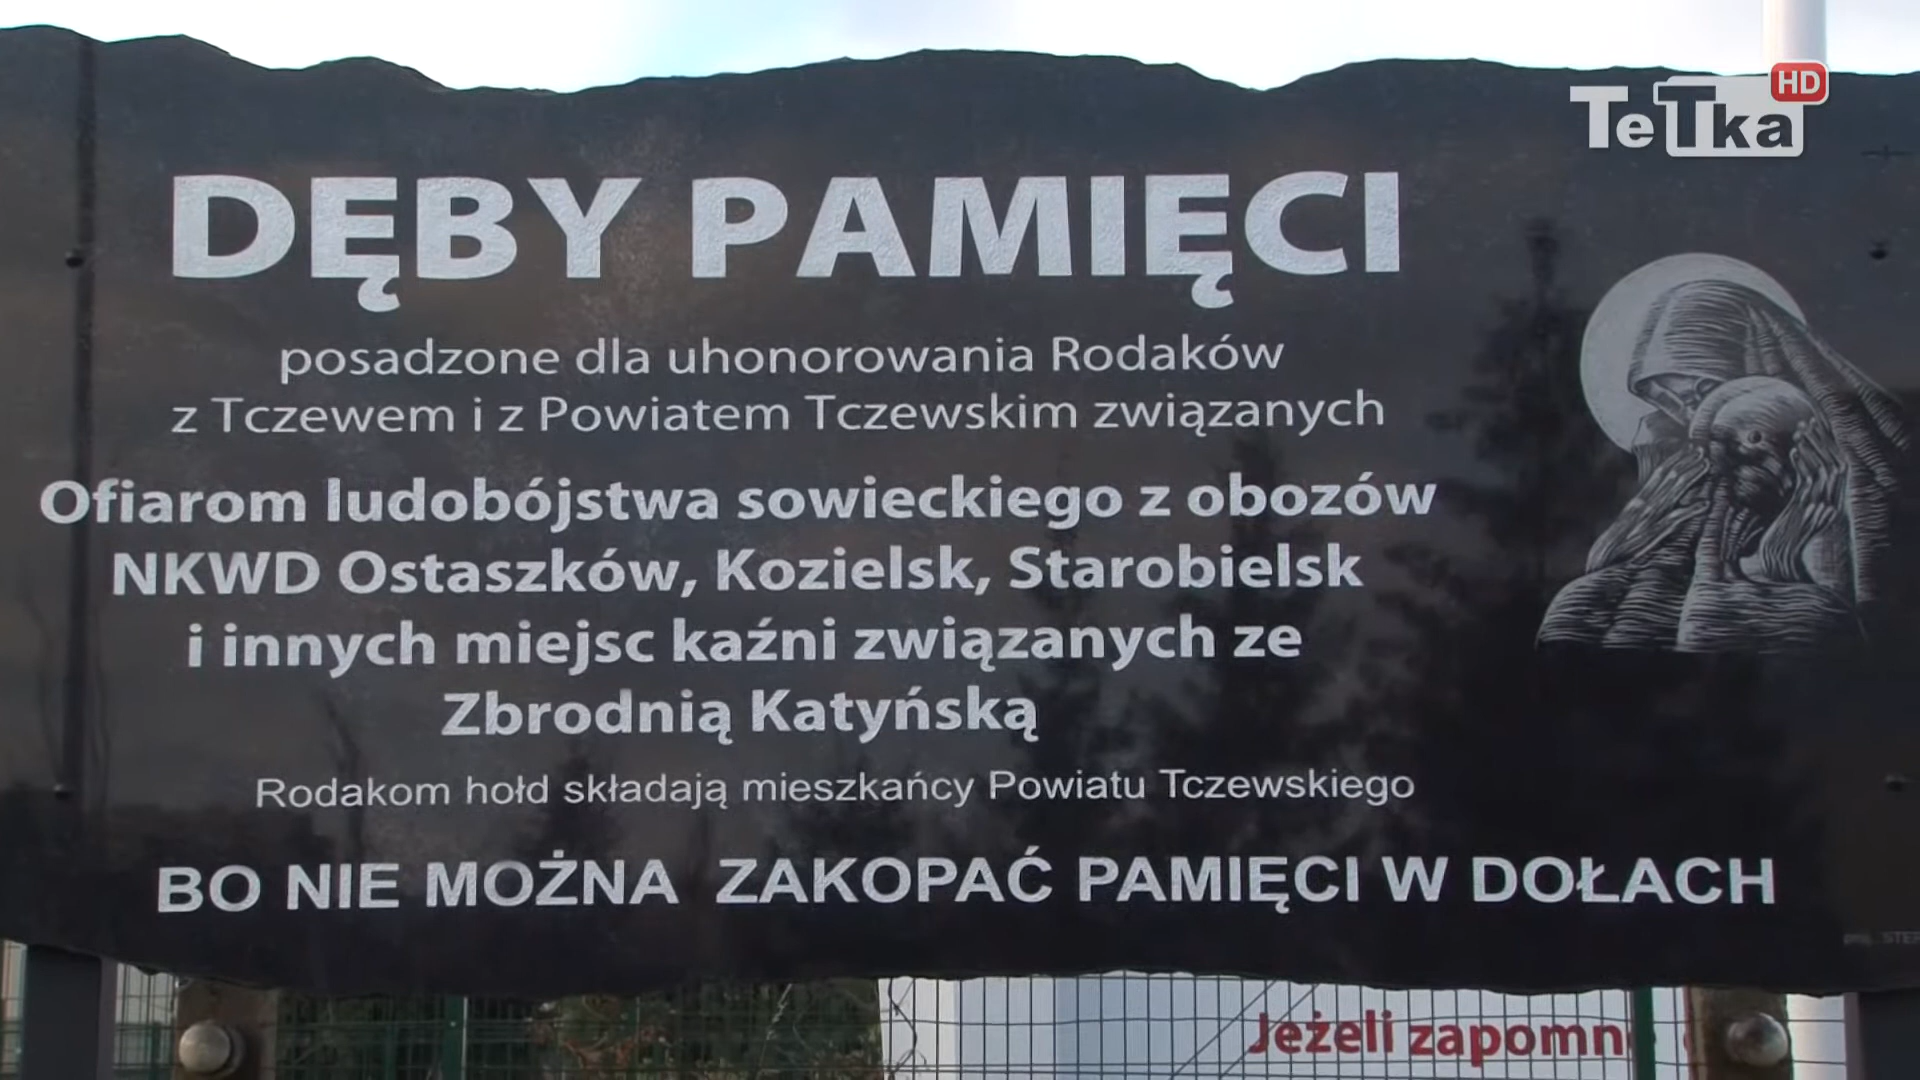 TeTka HD
DĘBY PAMIĘCI
posadzone dla uhonorowania Rodaków
z Tczewem i z Powiatem Tczewskim związanych
Ofiarom ludobójstwa sowieckiego z obozów
NKWD Ostaszków, Kozielsk, Starobielsk
i innych miejsc kaźni związanych ze
Zbrodnią Katyńską
Rodakom hołd składają mieszkańcy Powiatu Tczewskiego
BO NIE MOŻNA ZAKOPAĆ PAMIĘCI W DOŁACH
Jeżeli